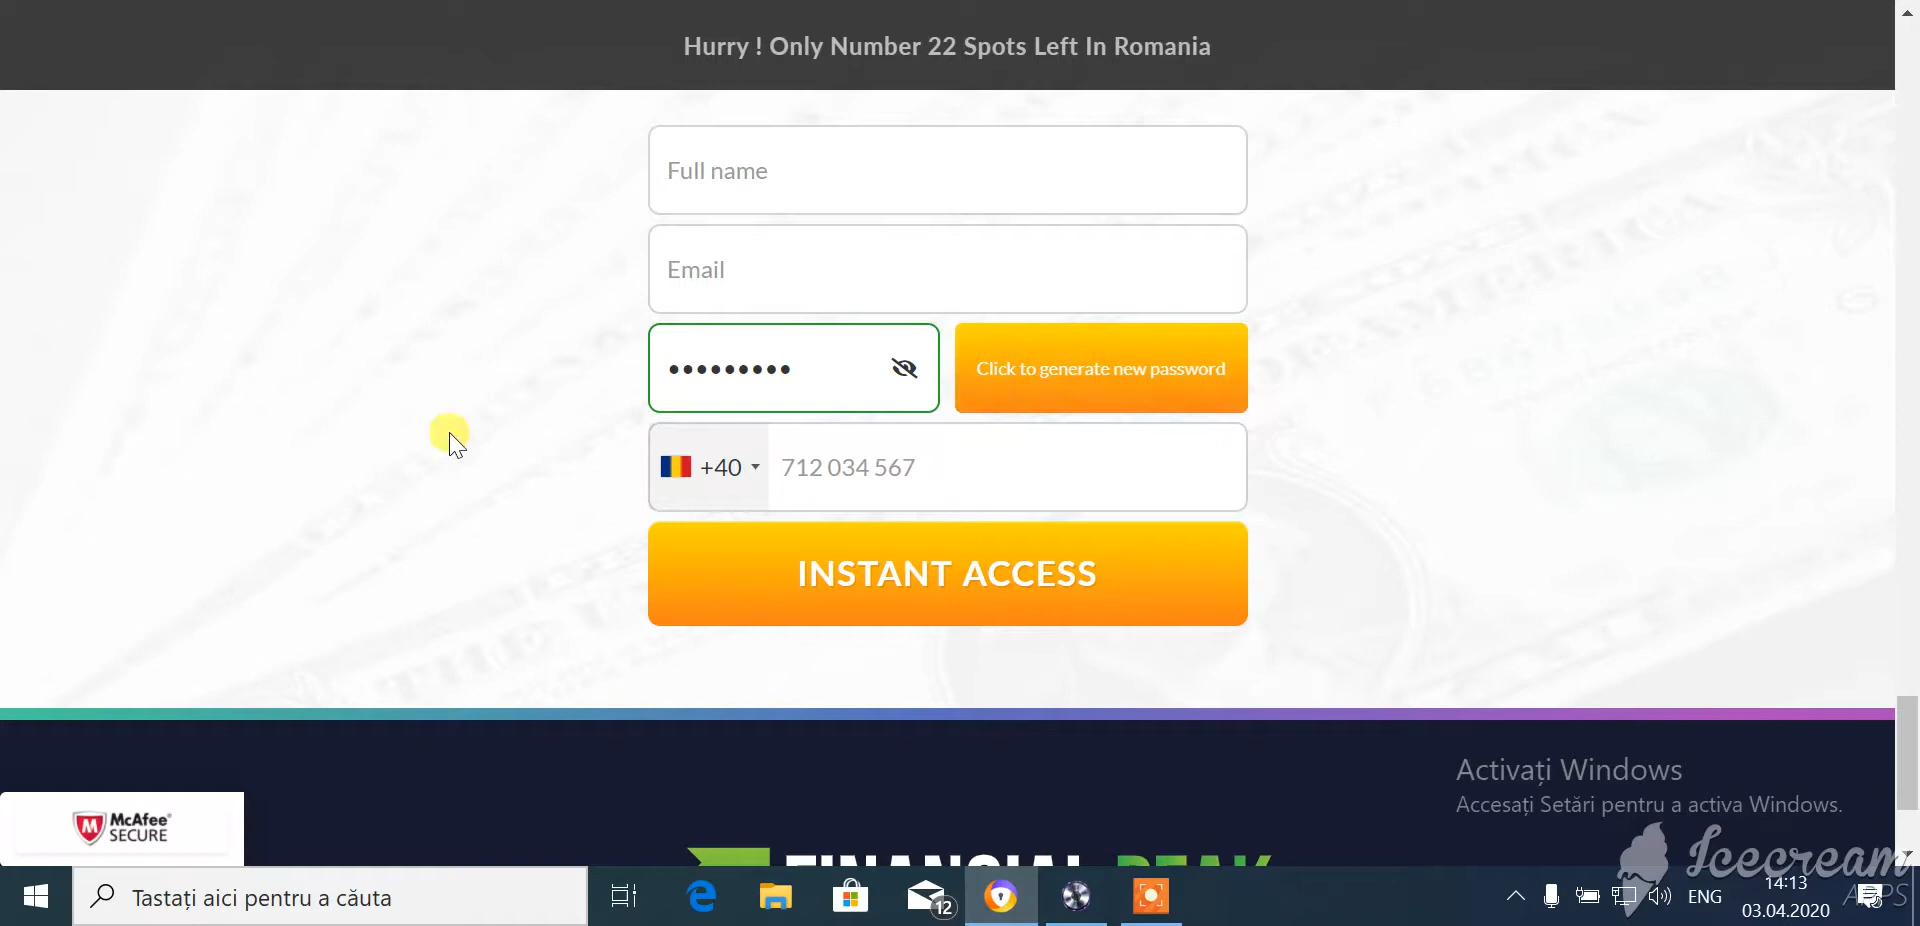 Hurry ! Only Number 22 Spots Left In Romania
Full name
Email
•••••••••
Click to generate new password
+40
712 034 567
INSTANT ACCESS
Activați Windows
Accesați Setări pentru a activa Windows.
McAfee
SECURE
FINANCIAL PEAK
Icecream
APPS
Tastați aici pentru a căuta
12
ENG
14:13
03.04.2020